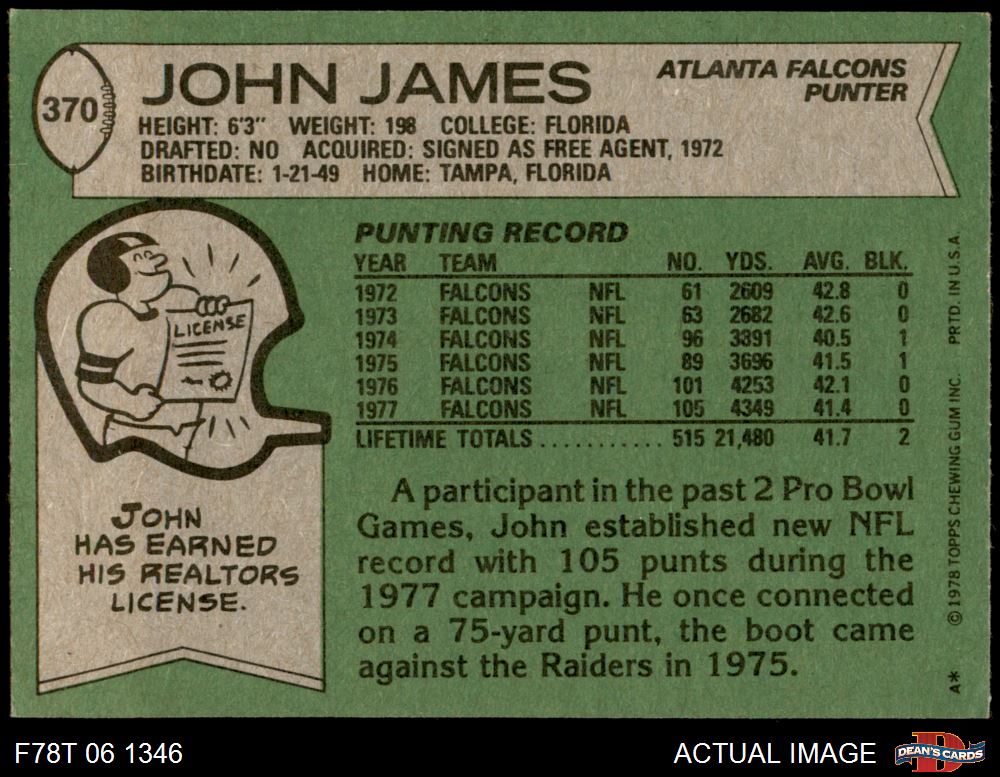 370
JOHN JAMES
ATLANTA FALCONS
PUNTER
HEIGHT: 6'3" WEIGHT: 198 COLLEGE: FLORIDA
DRAFTED: NO ACQUIRED: SIGNED AS FREE AGENT, 1972
BIRTHDATE: 1-21-49 HOME: TAMPA, FLORIDA
LICENSE
JOHN
HAS EARNED
HIS REALTORS
LICENSE.
PUNTING RECORD
YEAR TEAM NO. YDS. AVG. BLK.
1972 FALCONS NFL 61 2609 42.8 0
1973 FALCONS NFL 63 2682 42.6 0
1974 FALCONS NFL 96 3891 40.5 1
1975 FALCONS NFL 89 3696 41.5 1
1976 FALCONS NFL 101 4253 42.1 0
1977 FALCONS NFL 105 4349 41.4 0
LIFETIME TOTALS........... 515 21,480 41.7 2
A participant in the past 2 Pro Bowl
Games, John established new NFL
record with 105 punts during the
1977 campaign. He once connected
on a 75-yard punt, the boot came
against the Raiders in 1975.
A* © 1978 TOPPS CHEWING GUM INC. PRTD. IN U.S.A.
F78T 06 1346
ACTUAL IMAGE
D
DEAN'S CARDS